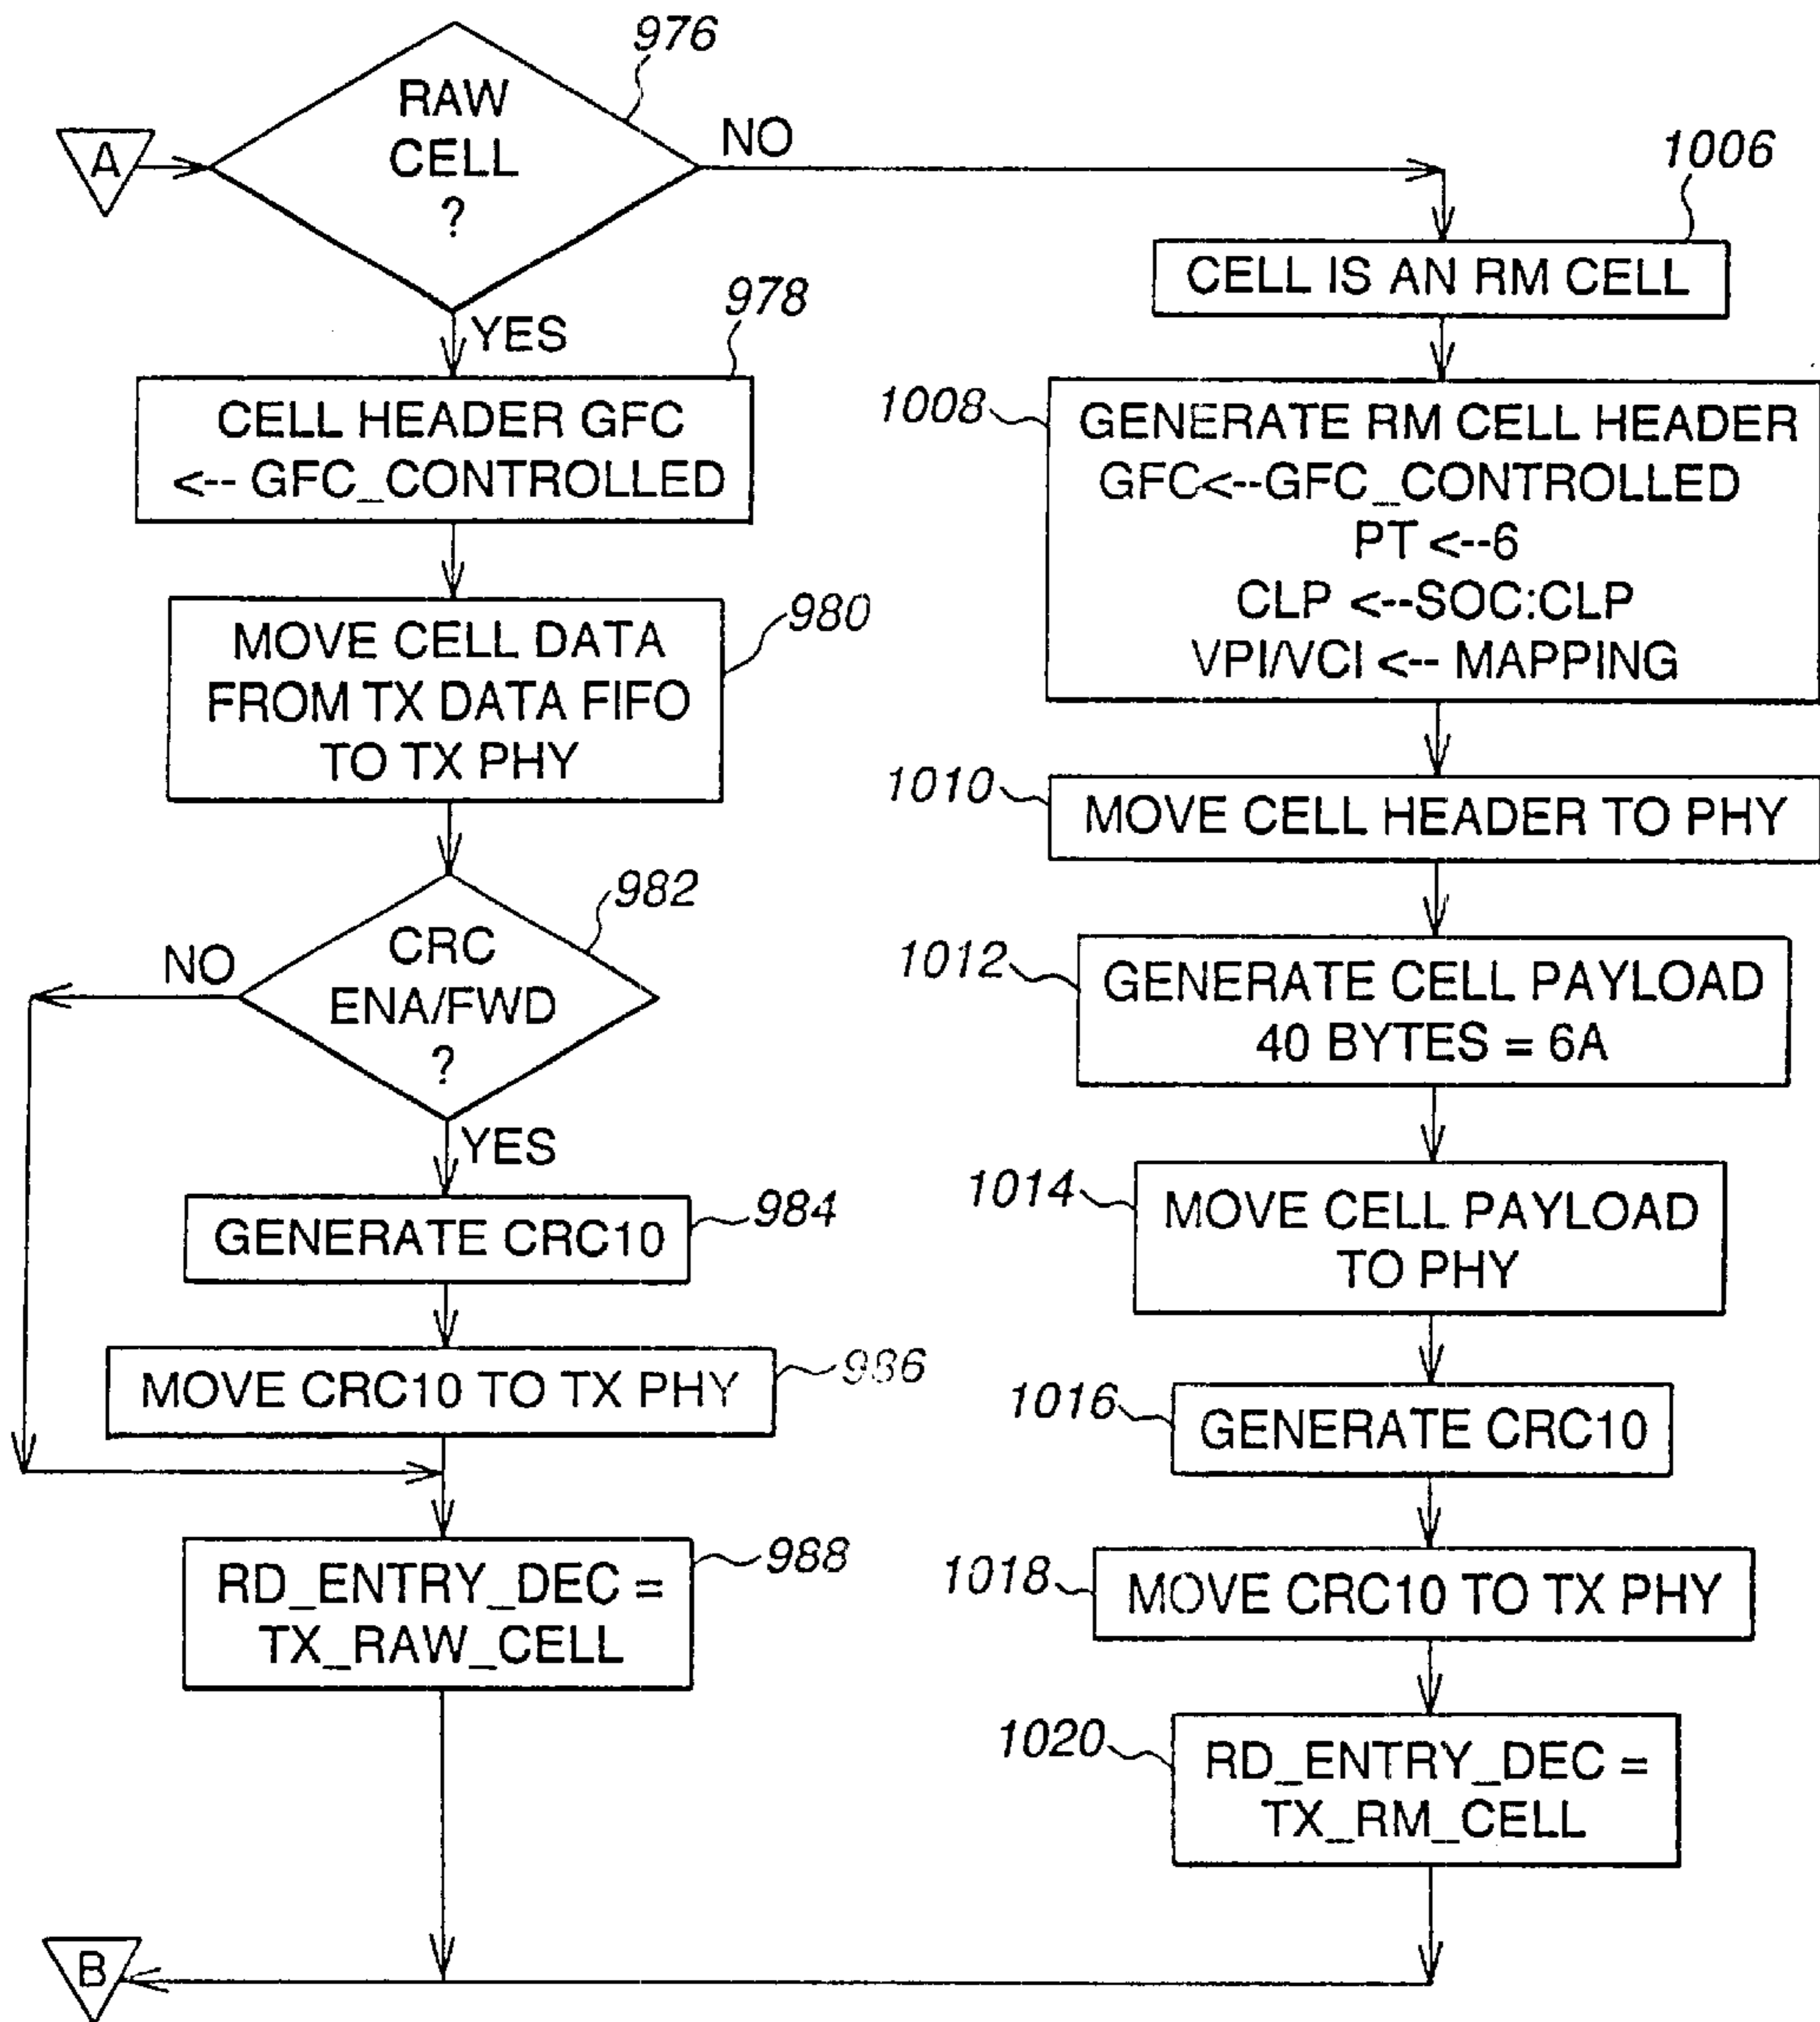 A
RAW
CELL
?
976
NO
YES
978
CELL HEADER GFC
<-- GFC_CONTROLLED
980
MOVE CELL DATA
FROM TX DATA FIFO
TO TX PHY
982
CRC
ENA/FWD
?
NO
YES
984
GENERATE CRC10
986
MOVE CRC10 TO TX PHY
988
RD_ENTRY_DEC =
TX_RAW_CELL
1006
CELL IS AN RM CELL
1008
GENERATE RM CELL HEADER
GFC<--GFC_CONTROLLED
PT <--6
CLP <--SOC:CLP
VPI/VCI <-- MAPPING
1010
MOVE CELL HEADER TO PHY
1012
GENERATE CELL PAYLOAD
40 BYTES = 6A
1014
MOVE CELL PAYLOAD
TO PHY
1016
GENERATE CRC10
1018
MOVE CRC10 TO TX PHY
1020
RD_ENTRY_DEC =
TX_RM_CELL
B